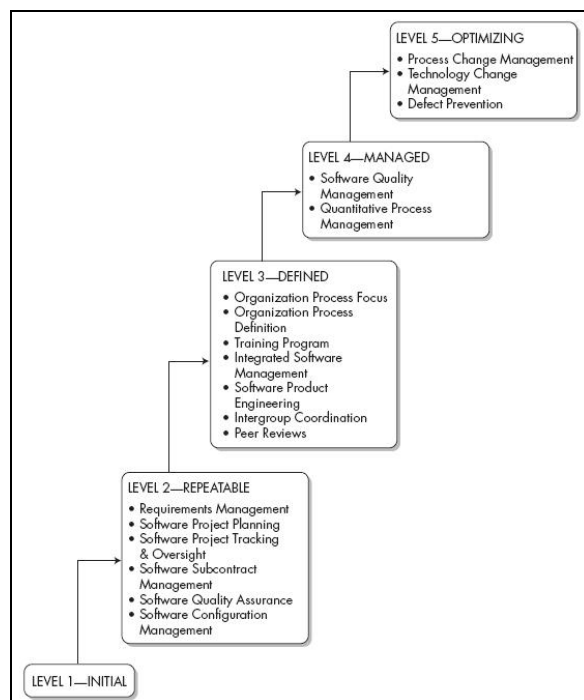 LEVEL 5—OPTIMIZING
• Process Change Management
• Technology Change
Management
• Defect Prevention
LEVEL 4—MANAGED
• Software Quality
Management
• Quantitative Process
Management
LEVEL 3—DEFINED
• Organization Process Focus
• Organization Process
Definition
• Training Program
• Integrated Software
Management
• Software Product
Engineering
• Intergroup Coordination
• Peer Reviews
LEVEL 2—REPEATABLE
• Requirements Management
• Software Project Planning
• Software Project Tracking
& Oversight
• Software Subcontract
Management
• Software Quality Assurance
• Software Configuration
Management
LEVEL 1—INITIAL